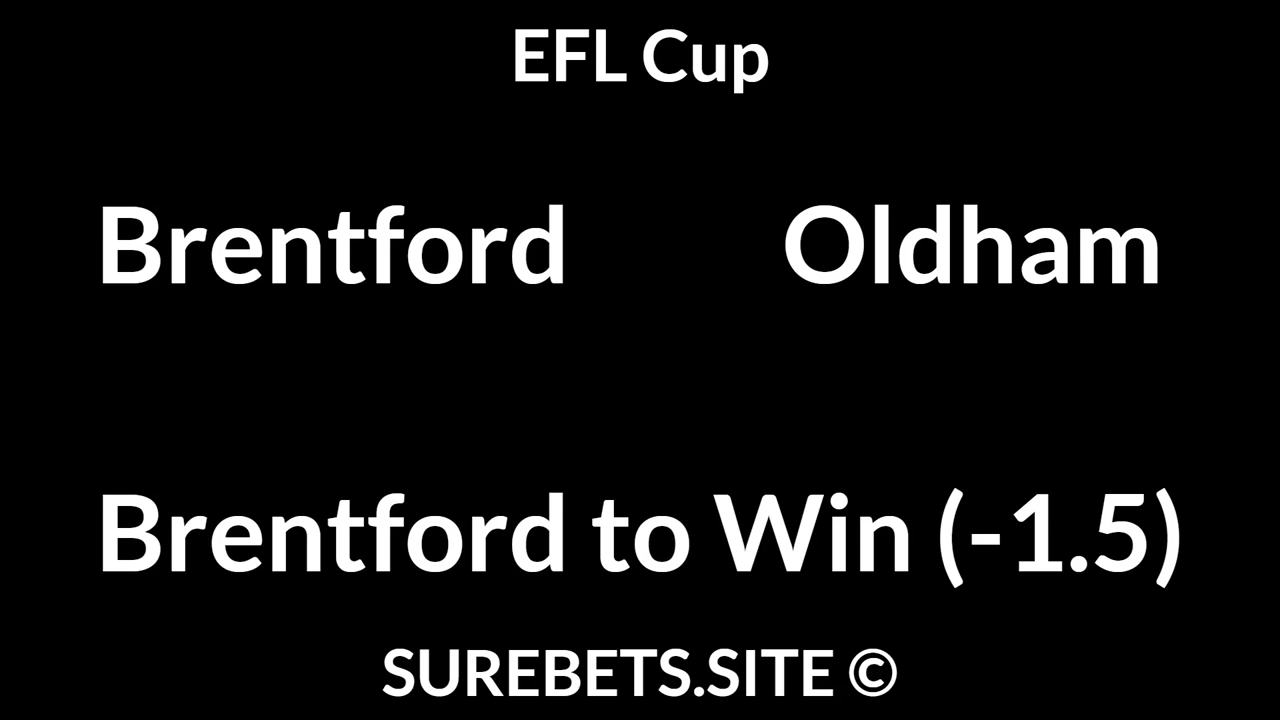 EFL Cup
Brentford Oldham
Brentford to Win (-1.5)
SUREBETS.SITE ©